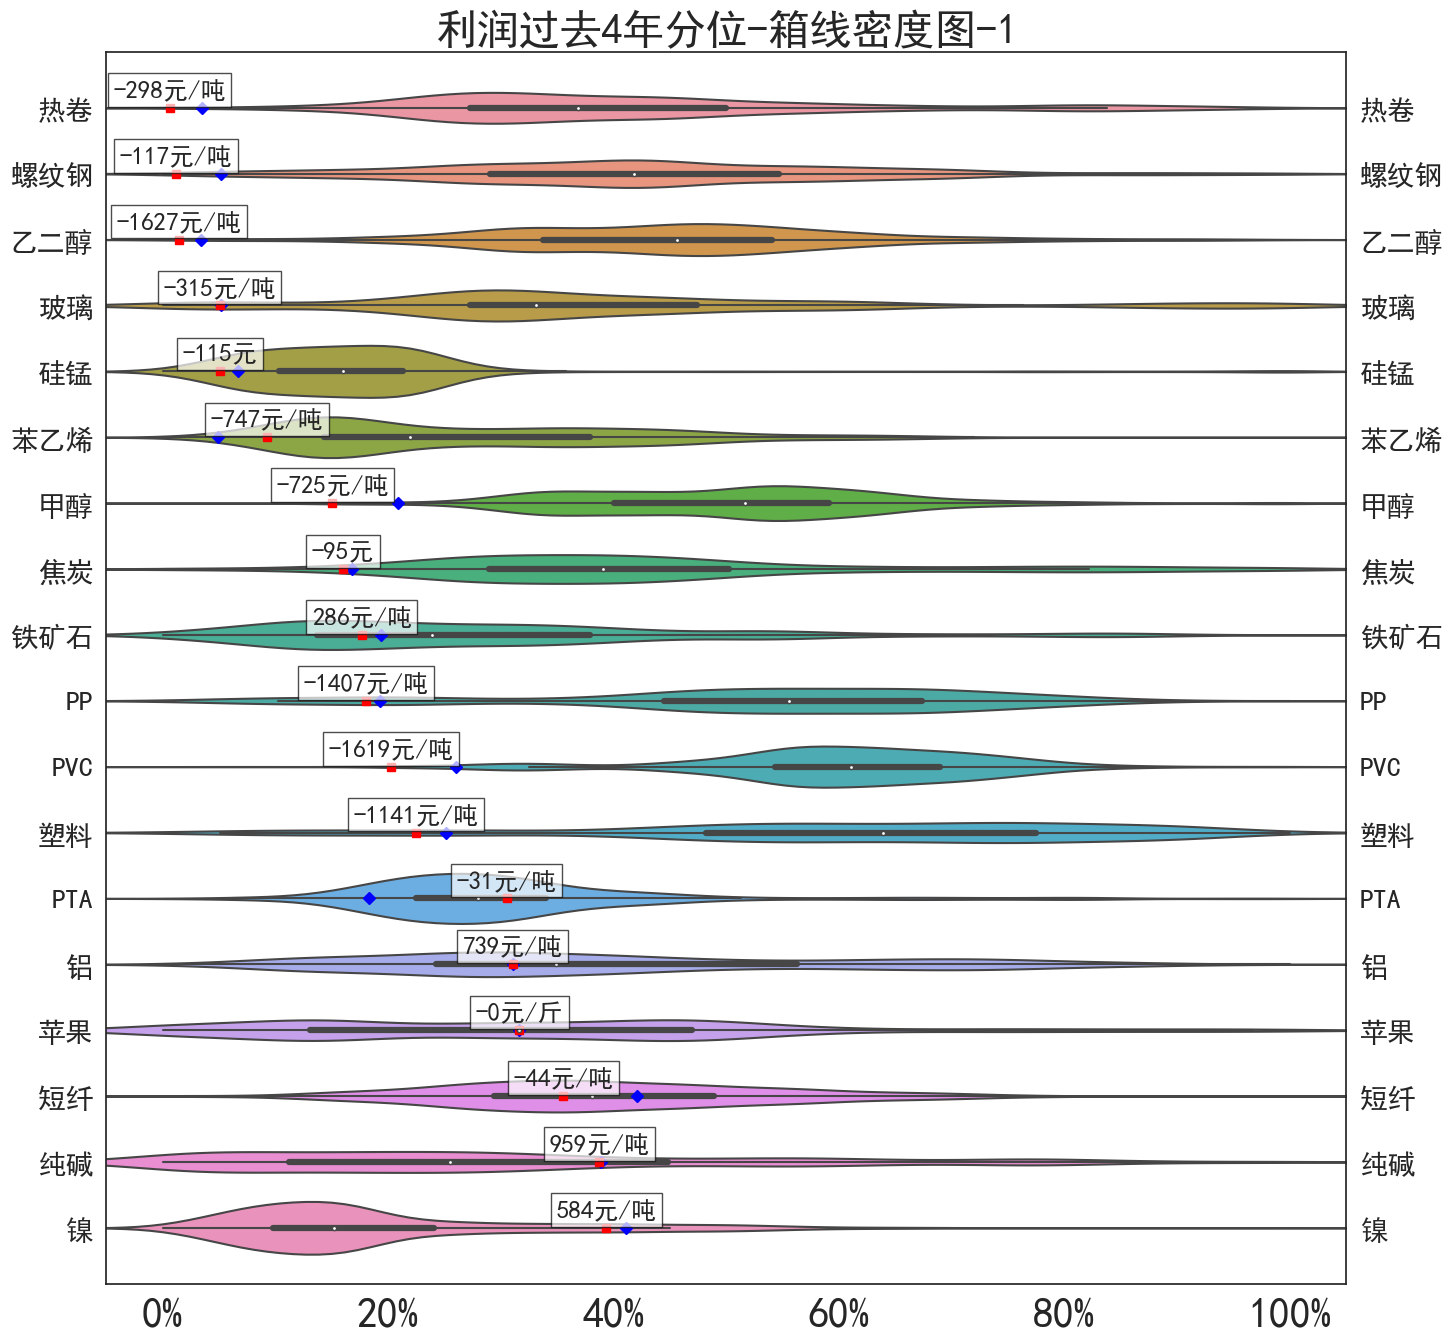 利润过去4年分位-箱线密度图-1
热卷 -298元/吨 热卷
螺纹钢 -117元/吨 螺纹钢
乙二醇 -1627元/吨 乙二醇
玻璃 -315元/吨 玻璃
硅锰 -115元 硅锰
苯乙烯 -747元/吨 苯乙烯
甲醇 -725元/吨 甲醇
焦炭 -95元 焦炭
铁矿石 286元/吨 铁矿石
PP -1407元/吨 PP
PVC -1619元/吨 PVC
塑料 -1141元/吨 塑料
PTA -31元/吨 PTA
铝 739元/吨 铝
苹果 -0元/斤 苹果
短纤 -44元/吨 短纤
纯碱 959元/吨 纯碱
镍 584元/吨 镍
0% 20% 40% 60% 80% 100%